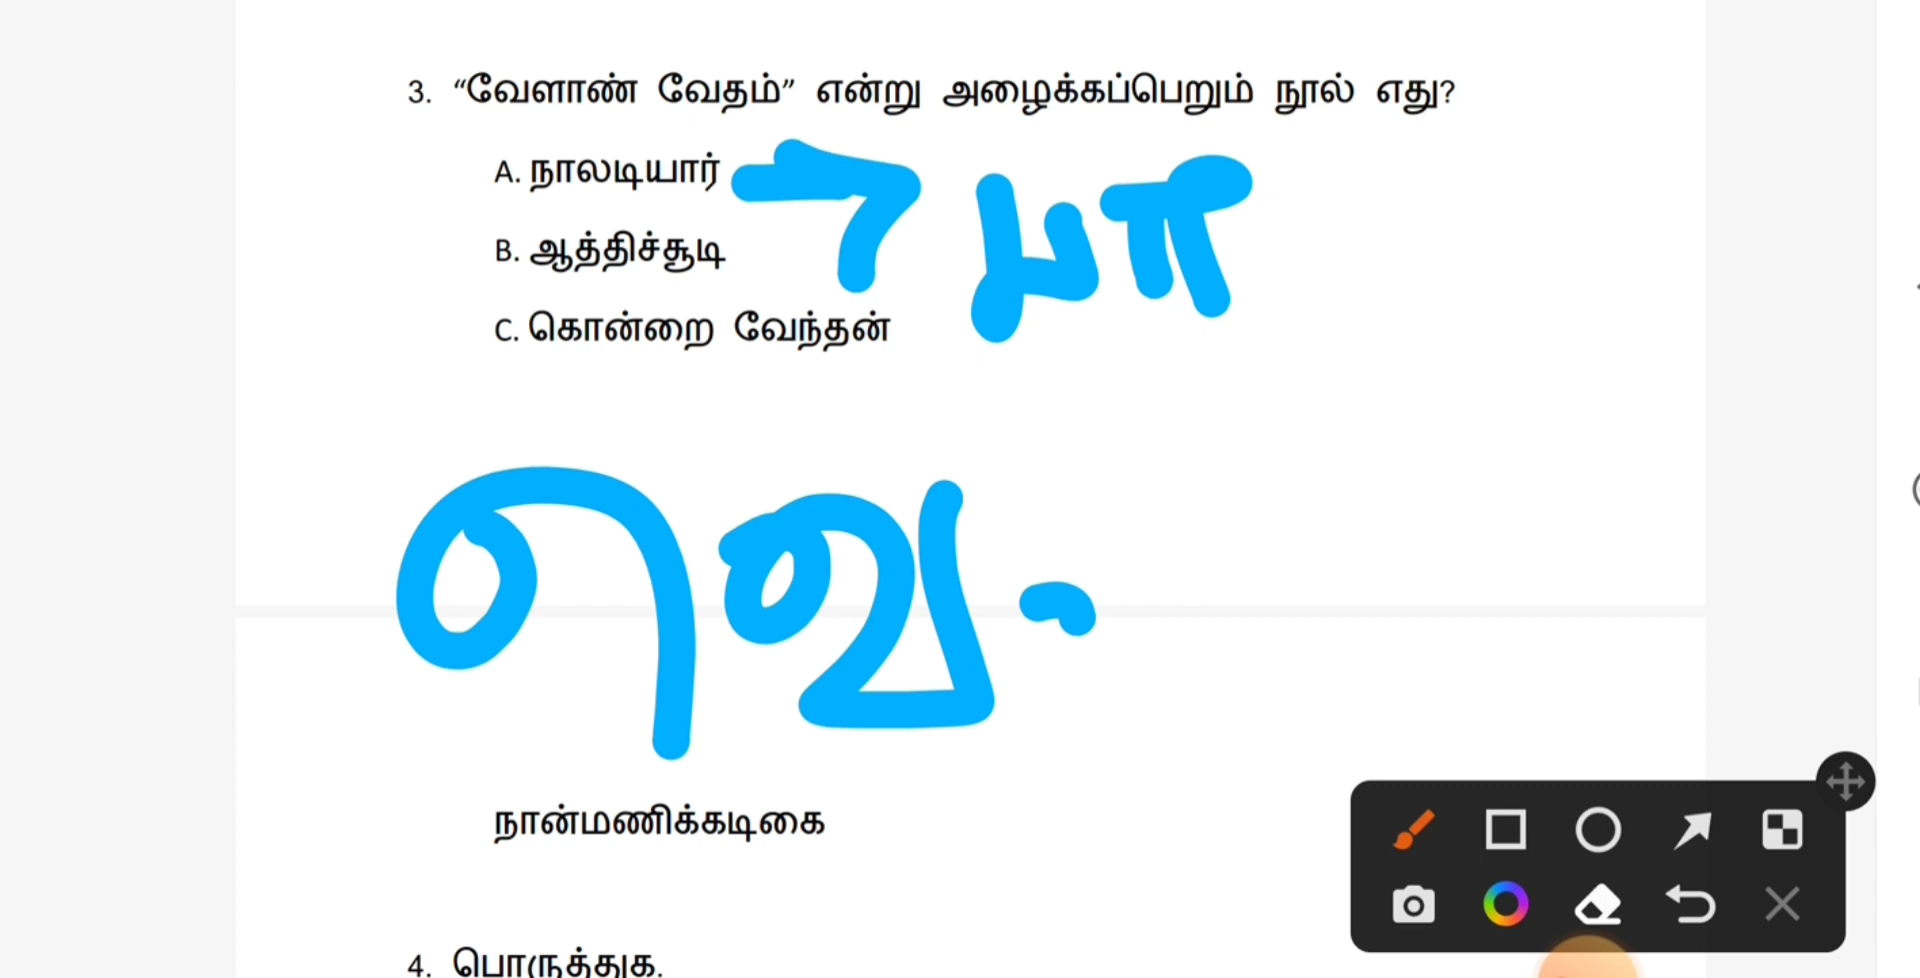 3. “வேளாண் வேதம்” என்று அழைக்கப்பெறும் நூல் எது?
A. நாலடியார்
B. ஆத்திச்சூடி
C. கொன்றை வேந்தன்
நான்மணிக்கடிகை
4. பொருத்துக.